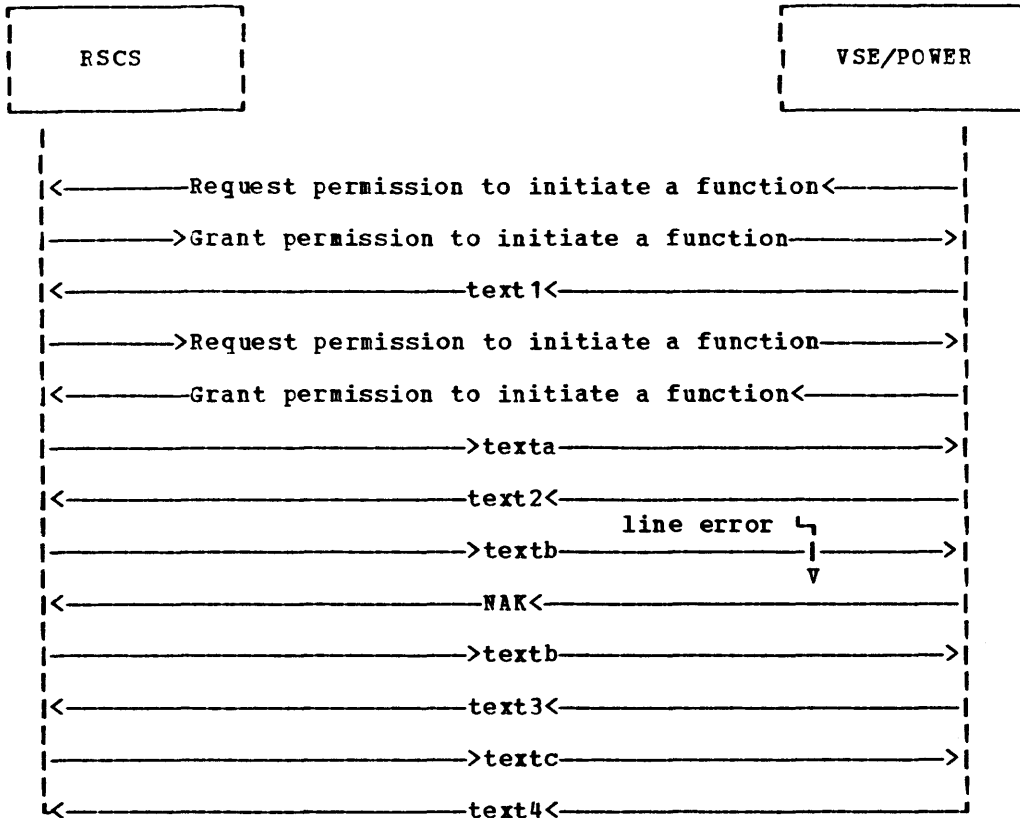 RSCS VSE/POWER
Request permission to initiate a function
Grant permission to initiate a function
text1
Request permission to initiate a function
Grant permission to initiate a function
texta
text2
line error
textb
NAK
textb
text3
textc
text4